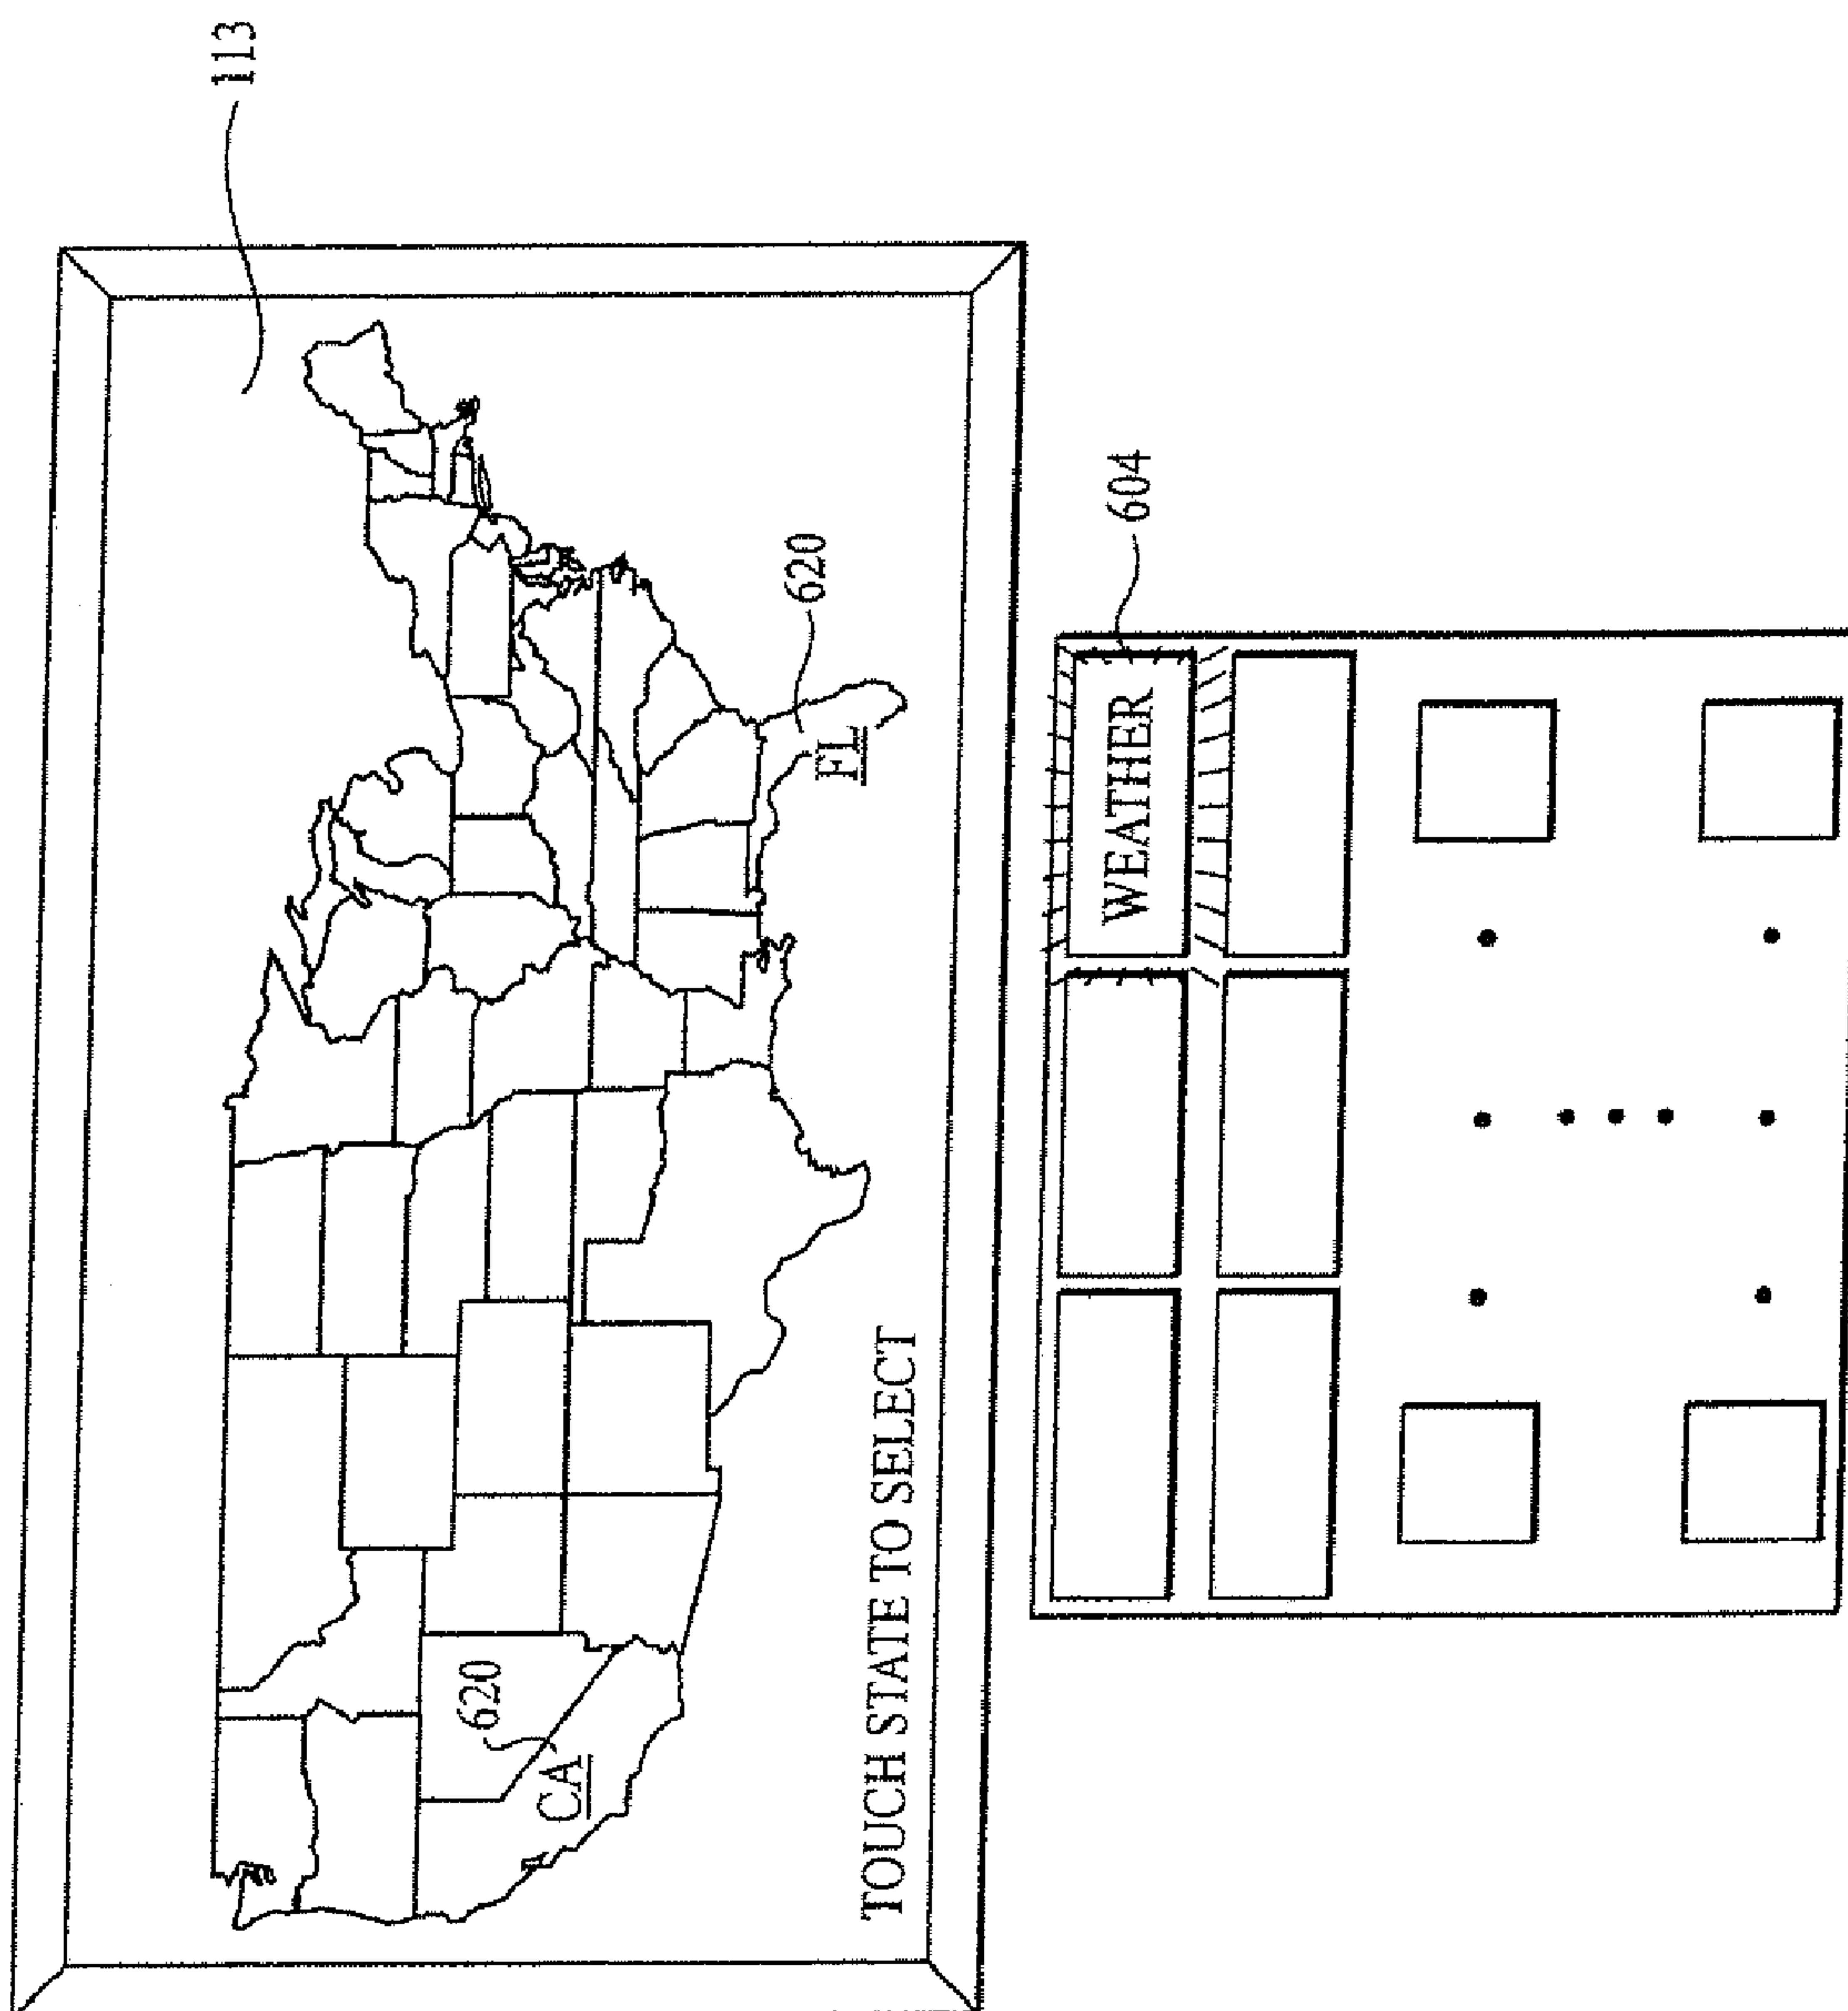 113
620
CA
620
FL
TOUCH STATE TO SELECT
604
WEATHER